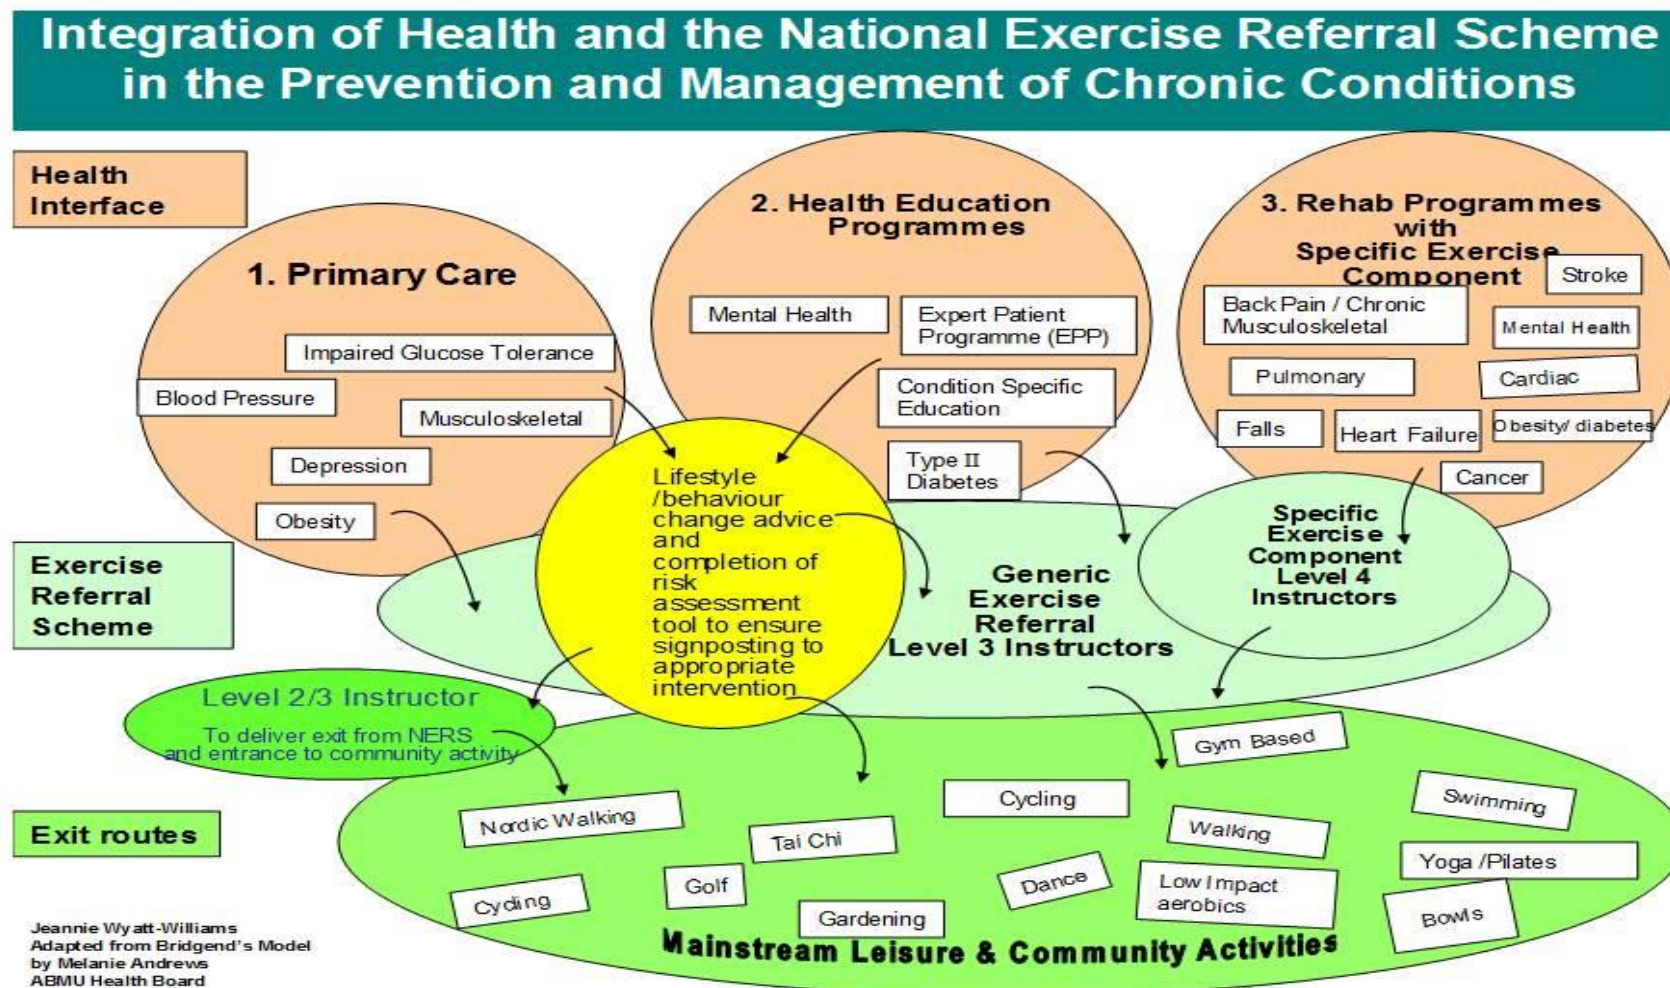 Integration of Health and the National Exercise Referral Scheme
in the Prevention and Management of Chronic Conditions
Health
Interface
1. Primary Care
Impaired Glucose Tolerance
Blood Pressure
Musculoskeletal
Depression
Obesity
2. Health Education
Programmes
Mental Health
Expert Patient
Programme (EPP)
Condition Specific
Education
Type II
Diabetes
3. Rehab Programmes
with
Specific Exercise
Component
Stroke
Back Pain / Chronic
Musculoskeletal
Mental Health
Pulmonary
Cardiac
Falls
Heart Failure
Obesity/ diabetes
Cancer
Exercise
Referral
Scheme
Lifestyle
/behaviour
change advice
and
completion of
risk
assessment
tool to ensure
signposting to
appropriate
intervention
Generic
Exercise
Referral
Level 3 Instructors
Specific
Exercise
Component
Level 4
Instructors
Level 2/3 Instructor
To deliver exit from NERS
and entrance to community activity
Exit routes
Gym Based
Nordic Walking
Tai Chi
Cycling
Walking
Swimming
Yoga /Pilates
Cycling
Golf
Gardening
Dance
Low Impact
aerobics
Bowls
Mainstream Leisure & Community Activities
Jeannie Wyatt-Williams
Adapted from Bridgend's Model
by Melanie Andrews
ABMU Health Board